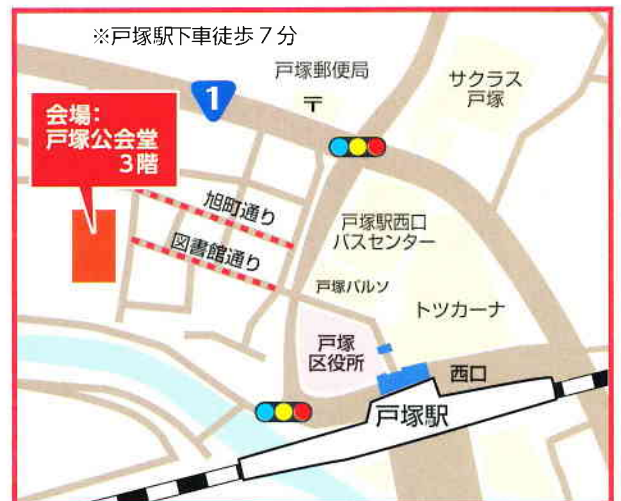 ※戸塚駅下車徒歩７分
戸塚郵便局
〒
サクラス
戸塚
1
会場：
戸塚公会堂
3階
旭町通り
図書館通り
戸塚駅西口
バスセンター
戸塚パルソ
トツカーナ
戸塚
区役所
西口
戸塚駅